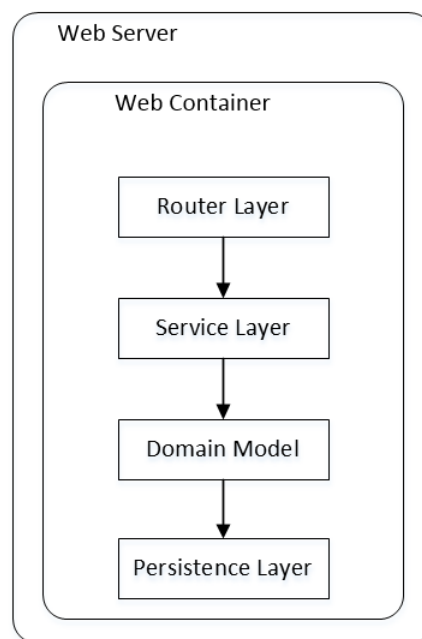 Web Server
Web Container
Router Layer
Service Layer
Domain Model
Persistence Layer